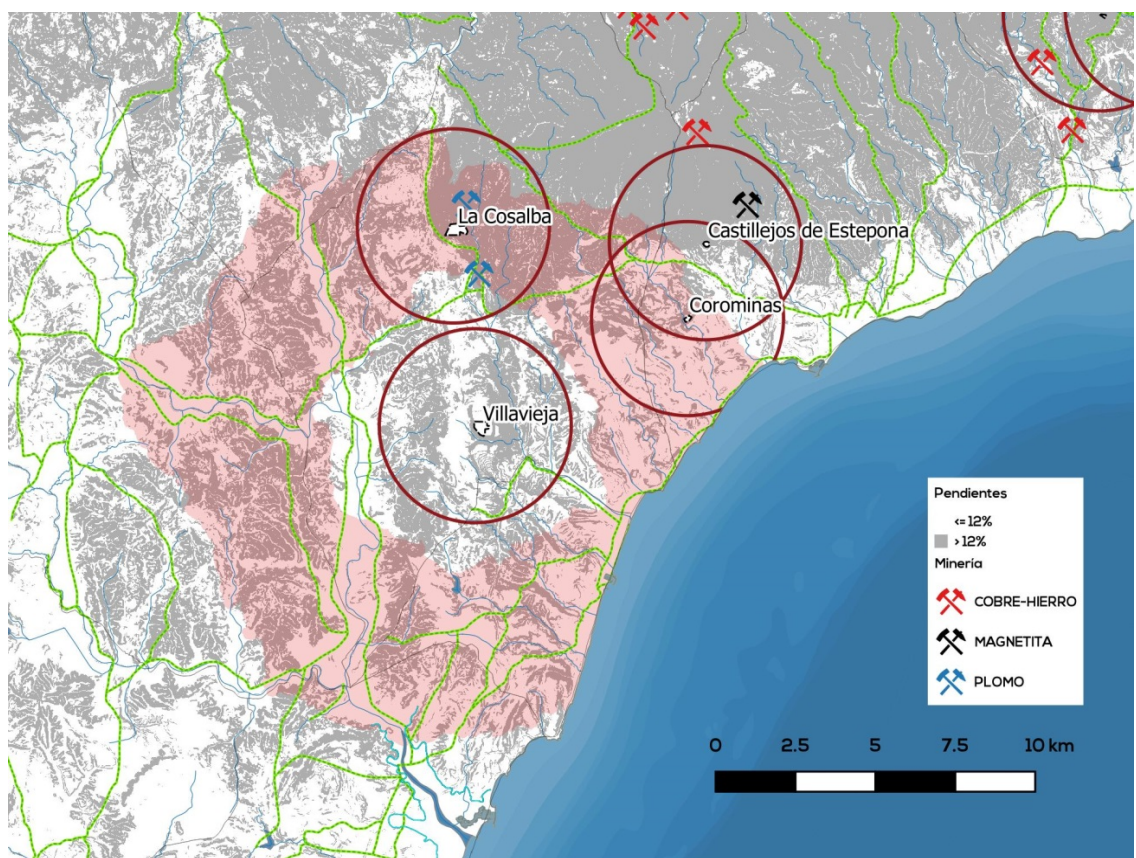 La Cosalba
Castillejos de Estepona
Corominas
Villavieja
Pendientes
<= 12%
> 12%
Minería
COBRE-HIERRO
MAGNETITA
PLOMO
0 2.5 5 7.5 10 km